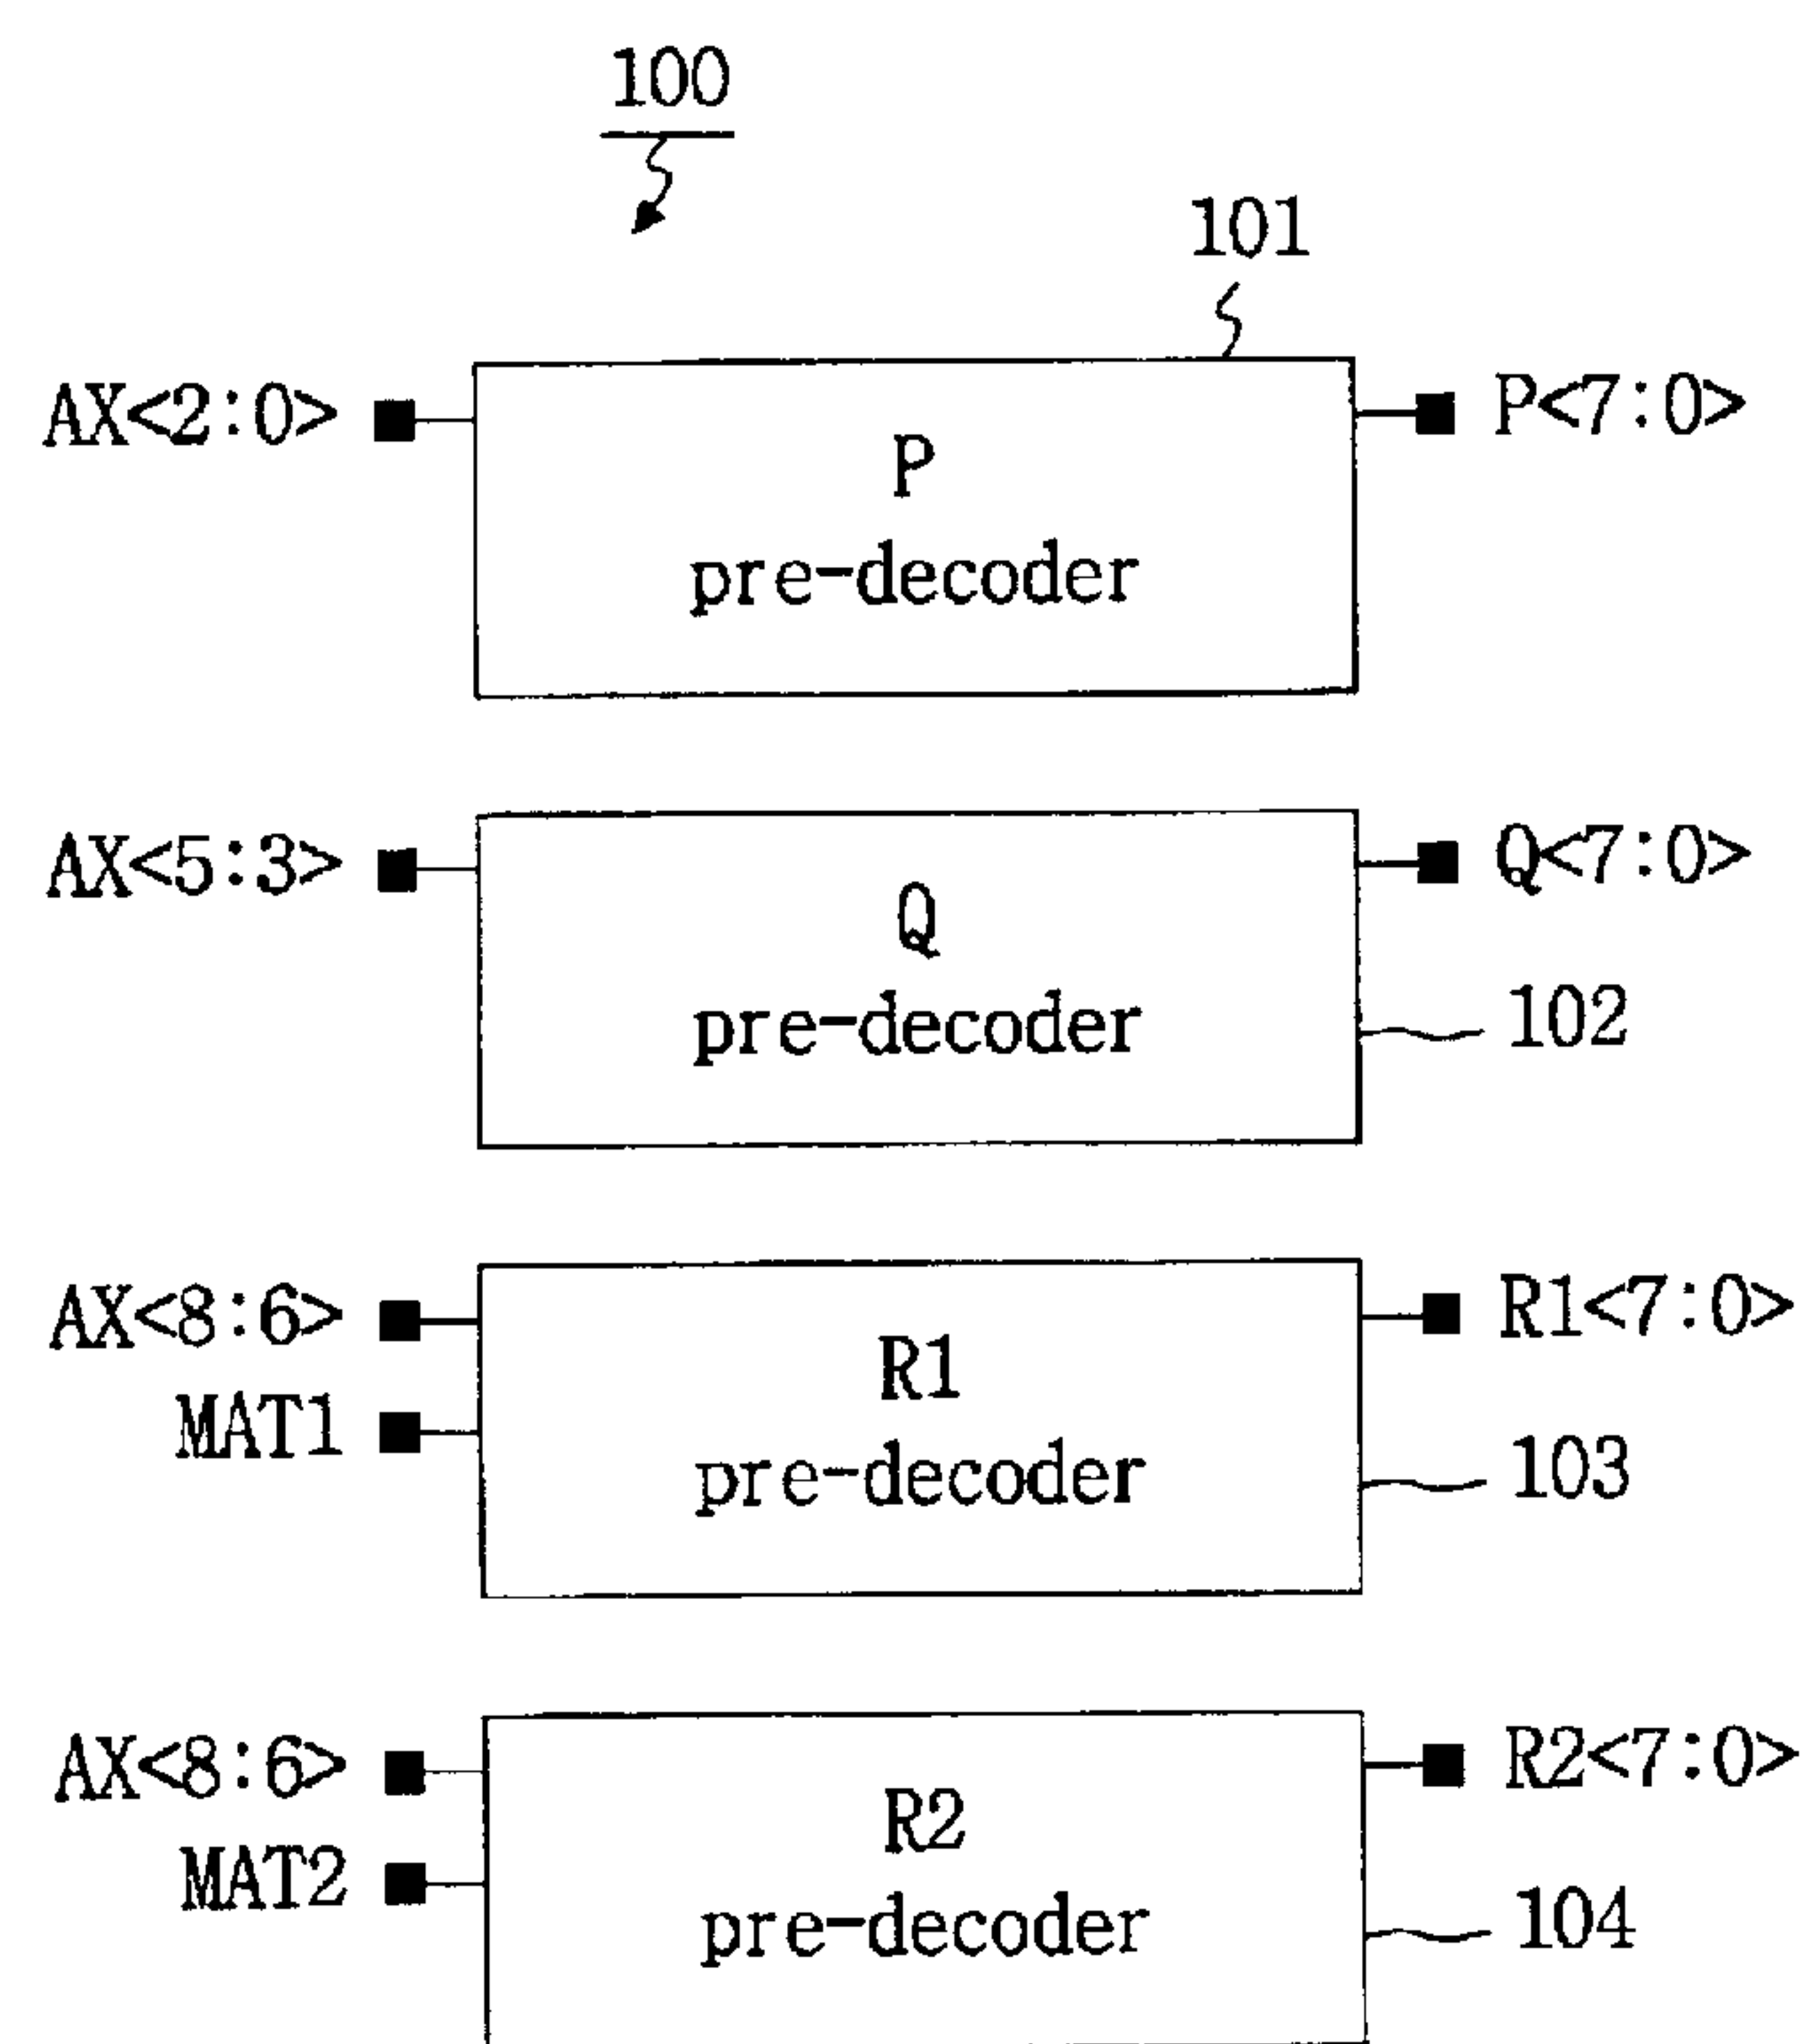 100
101
AX<2:0>
P<7:0>
P
pre-decoder
AX<5:3>
Q<7:0>
Q
pre-decoder
102
AX<8:6>
R1<7:0>
MAT1
R1
pre-decoder
103
AX<8:6>
R2<7:0>
MAT2
R2
pre-decoder
104